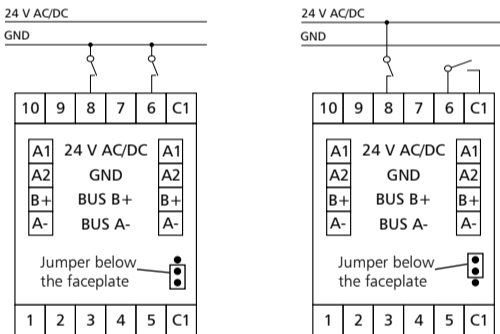 24 V AC/DC
GND
10 9 8 7 6 C1
A1 24 V AC/DC A1
A2 GND A2
B+ BUS B+ B+
A- BUS A- A-
Jumper below
the faceplate
1 2 3 4 5 C1
24 V AC/DC
GND
10 9 8 7 6 C1
A1 24 V AC/DC A1
A2 GND A2
B+ BUS B+ B+
A- BUS A- A-
Jumper below
the faceplate
1 2 3 4 5 C1